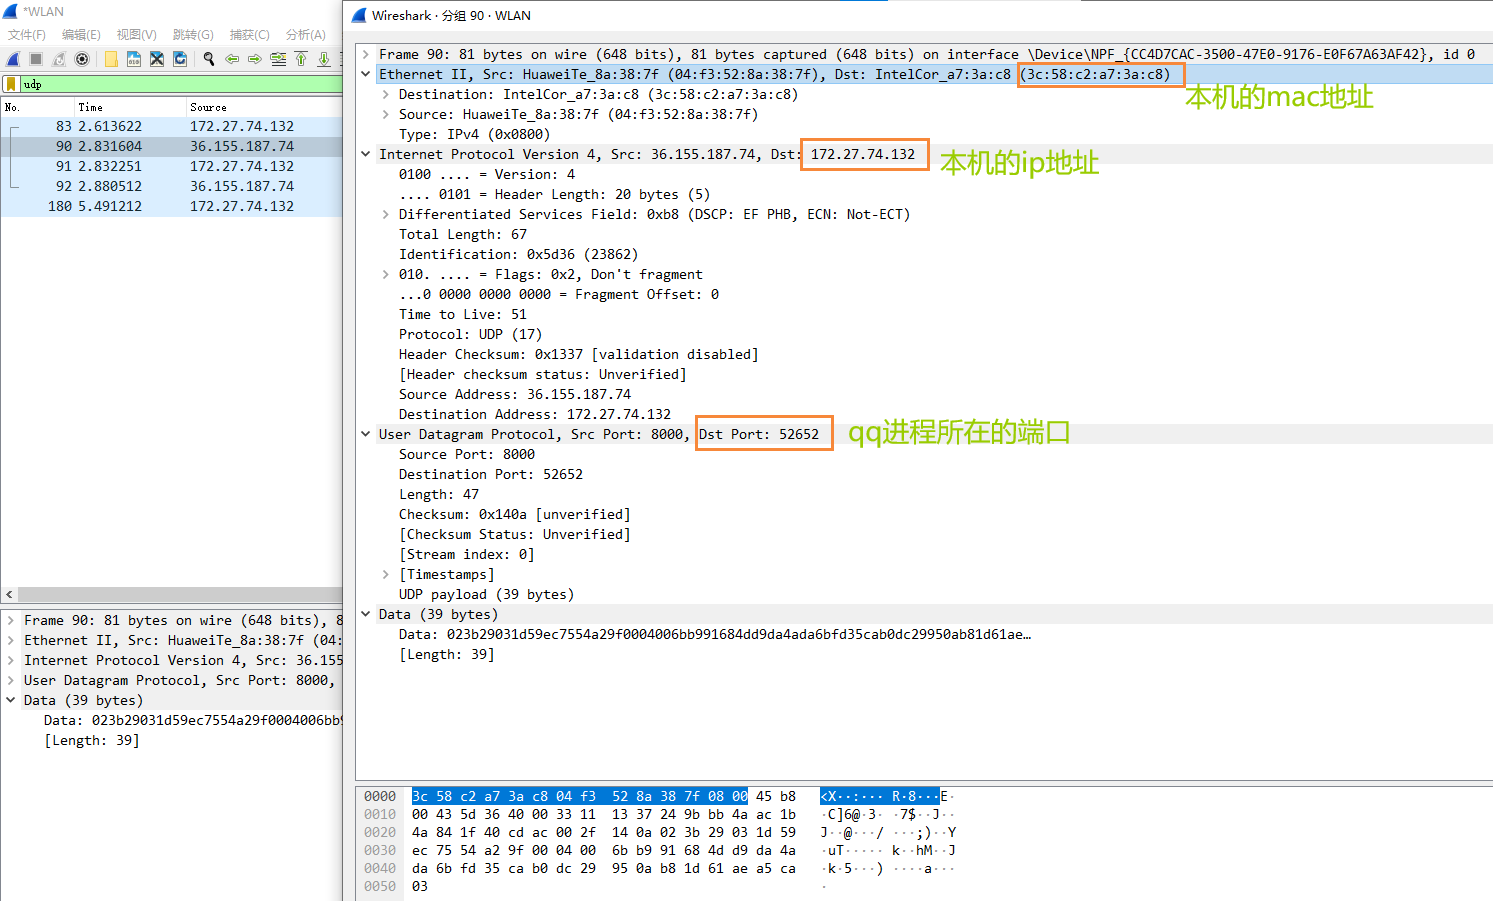 *WLAN
文件(F) 编辑(E) 视图(V) 跳转(G) 捕获(C) 分析(A)
udp
No. Time Source
83 2.613622 172.27.74.132
90 2.831604 36.155.187.74
91 2.832251 172.27.74.132
92 2.880512 36.155.187.74
180 5.491212 172.27.74.132
Frame 90: 81 bytes on wire (648 bits), 8
Ethernet II, Src: HuaweiTe_8a:38:7f (04:
Internet Protocol Version 4, Src: 36.155
User Datagram Protocol, Src Port: 8000,
Data (39 bytes)
Data: 023b29031d59ec7554a29f0004006bb9
[Length: 39]
Wireshark · 分组 90 · WLAN
Frame 90: 81 bytes on wire (648 bits), 81 bytes captured (648 bits) on interface \Device\NPF_{CC4D7CAC-3500-47E0-9176-E0F67A63AF42}, id 0
Ethernet II, Src: HuaweiTe_8a:38:7f (04:f3:52:8a:38:7f), Dst: IntelCor_a7:3a:c8 (3c:58:c2:a7:3a:c8)
本机的mac地址
Destination: IntelCor_a7:3a:c8 (3c:58:c2:a7:3a:c8)
Source: HuaweiTe_8a:38:7f (04:f3:52:8a:38:7f)
Type: IPv4 (0x0800)
Internet Protocol Version 4, Src: 36.155.187.74, Dst: 172.27.74.132
本机的ip地址
0100 .... = Version: 4
.... 0101 = Header Length: 20 bytes (5)
Differentiated Services Field: 0xb8 (DSCP: EF PHB, ECN: Not-ECT)
Total Length: 67
Identification: 0x5d36 (23862)
010. .... = Flags: 0x2, Don't fragment
...0 0000 0000 0000 = Fragment Offset: 0
Time to Live: 51
Protocol: UDP (17)
Header Checksum: 0x1337 [validation disabled]
[Header checksum status: Unverified]
Source Address: 36.155.187.74
Destination Address: 172.27.74.132
User Datagram Protocol, Src Port: 8000, Dst Port: 52652
qq进程所在的端口
Source Port: 8000
Destination Port: 52652
Length: 47
Checksum: 0x140a [unverified]
[Checksum Status: Unverified]
[Stream index: 0]
[Timestamps]
UDP payload (39 bytes)
Data (39 bytes)
Data: 023b29031d59ec7554a29f0004006bb991684dd9da4ada6bfd35cab0dc29950ab81d61ae…
[Length: 39]
0000 3c 58 c2 a7 3a c8 04 f3 52 8a 38 7f 08 00 45 b8 <X··:··· R·8···E·
0010 00 43 5d 36 40 00 33 11 13 37 24 9b bb 4a ac 1b ·C]6@·3· ·7$··J··
0020 4a 84 1f 40 cd ac 00 2f 14 0a 02 3b 29 03 1d 59 J··@···/ ···;)··Y
0030 ec 75 54 a2 9f 00 04 00 6b b9 91 68 4d d9 da 4a ·uT····· k··hM··J
0040 da 6b fd 35 ca b0 dc 29 95 0a b8 1d 61 ae a5 ca ·k·5···) ····a···
0050 03 ·